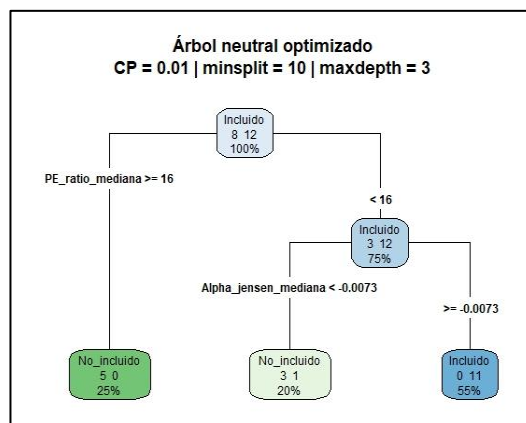 Árbol neutral optimizado
CP = 0.01 | minsplit = 10 | maxdepth = 3
Incluido
8 12
100%
PE_ratio_mediana >= 16
< 16
Incluido
3 12
75%
Alpha_jensen_mediana < -0.0073
>= -0.0073
No_incluido
5 0
25%
No_incluido
3 1
20%
Incluido
0 11
55%